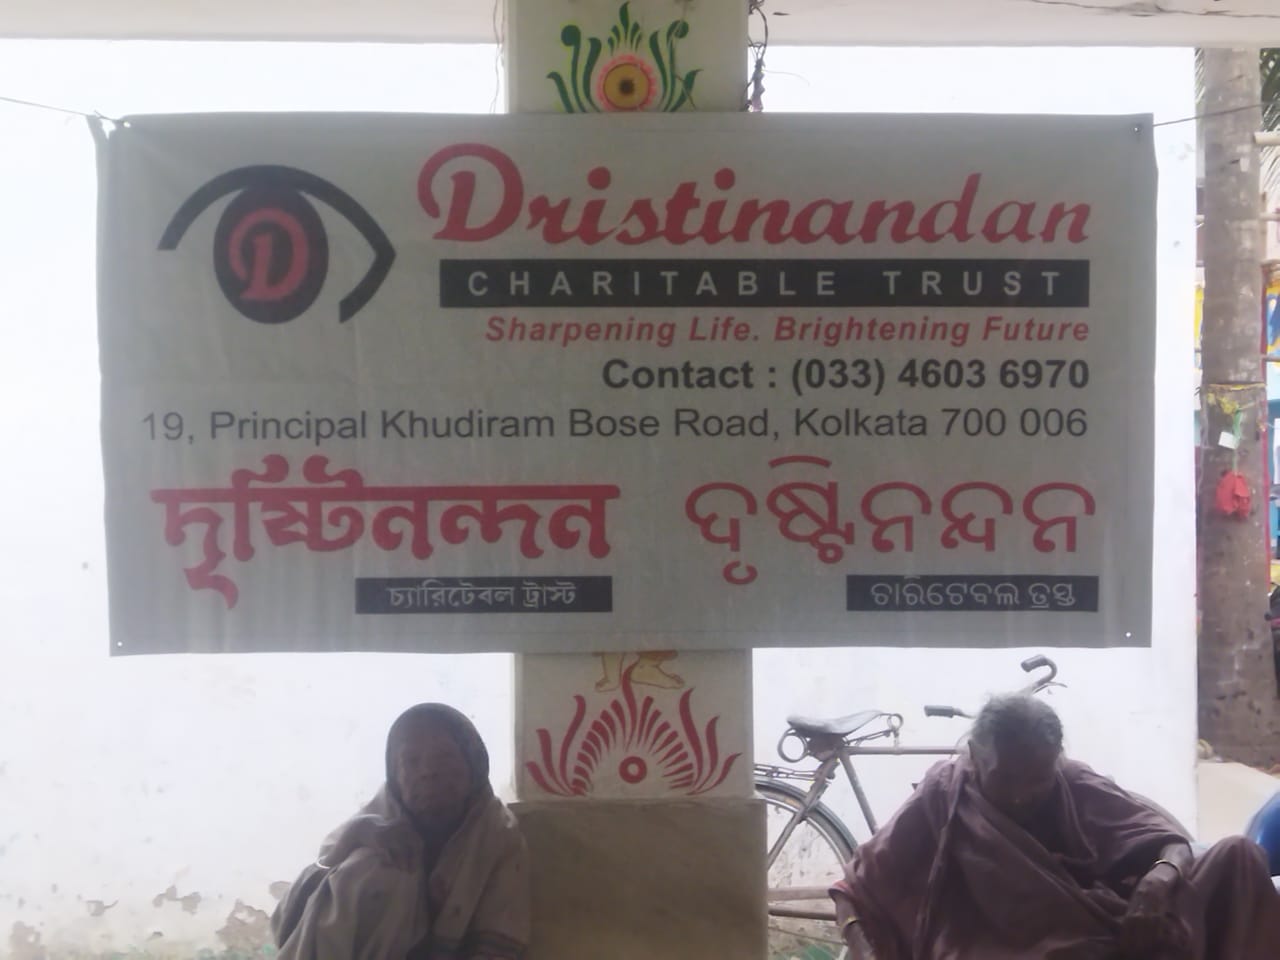 D
Dristinandan
CHARITABLE TRUST
Sharpening Life. Brightening Future
Contact : (033) 4603 6970
19, Principal Khudiram Bose Road, Kolkata 700 006
দৃষ্টিনন্দন ଦୃଷ୍ଟିନନ୍ଦନ
চ্যারিটেবল ট্রাস্ট ଚାରିଟେବଲ ତ୍ରସ୍ତ